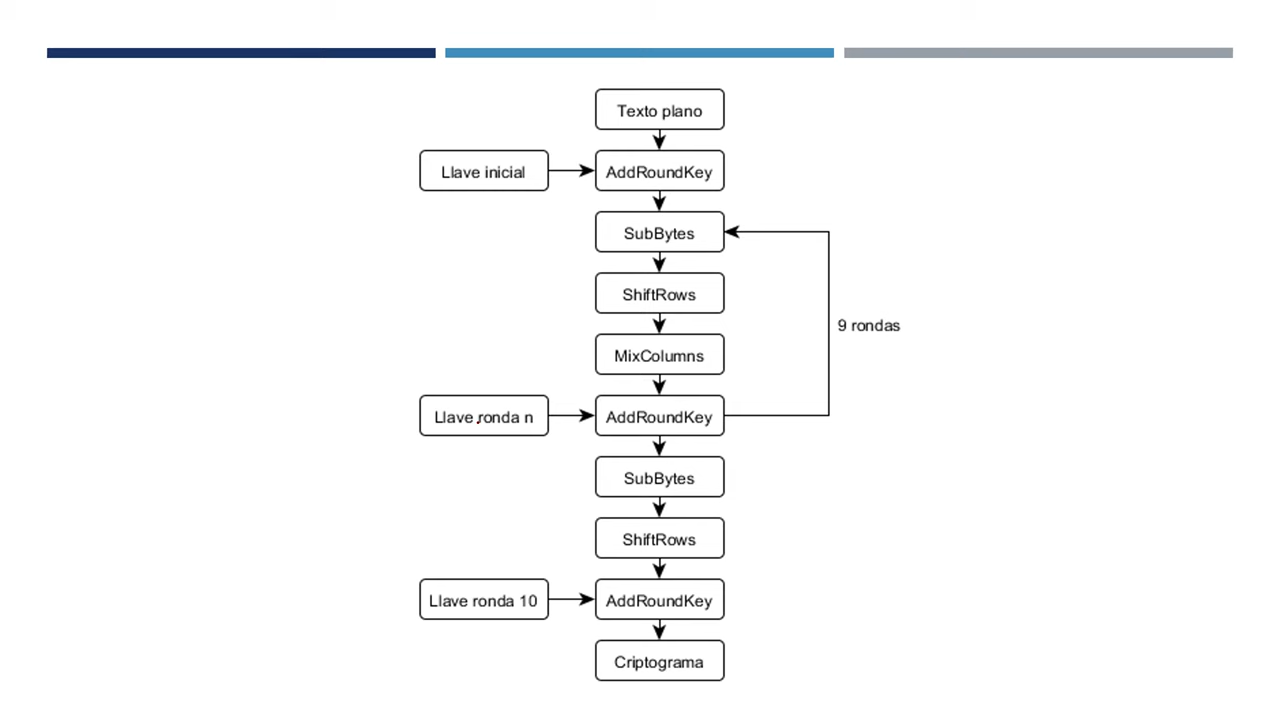 Texto plano
Llave inicial
AddRoundKey
SubBytes
ShiftRows
9 rondas
MixColumns
Llave ronda n
AddRoundKey
SubBytes
ShiftRows
Llave ronda 10
AddRoundKey
Criptograma